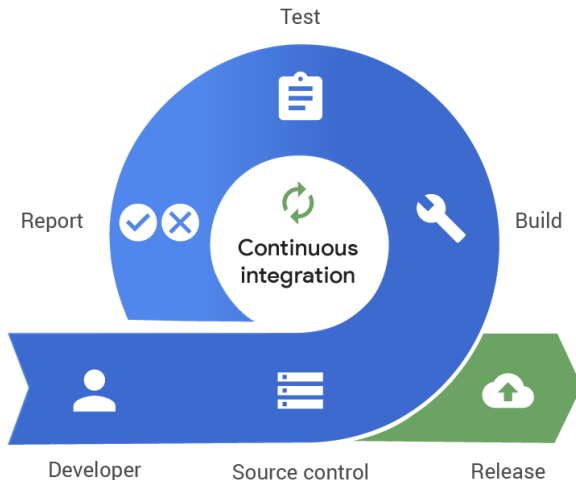 Test
Report
Build
Continuous
integration
Developer
Source control
Release